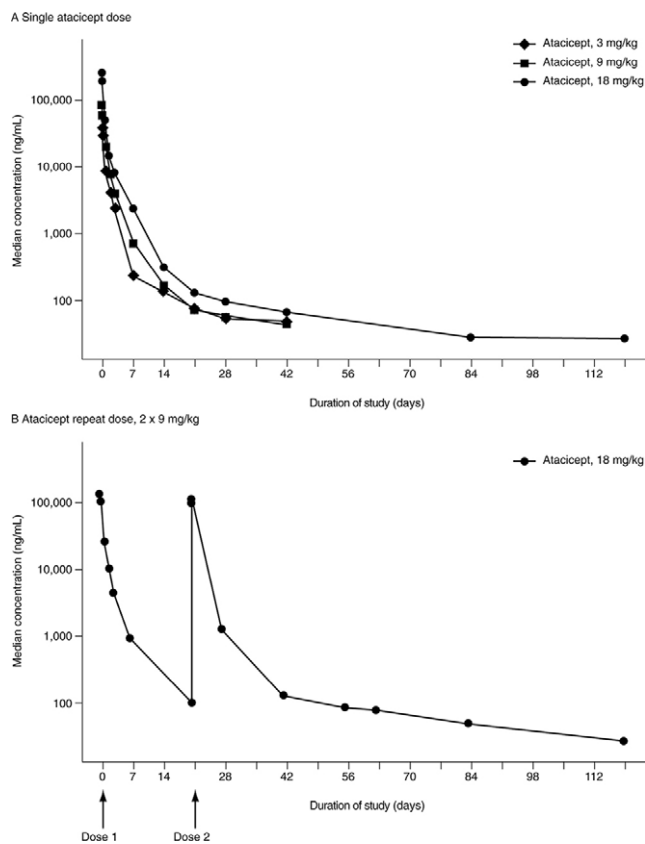 A Single atacicept dose
Atacicept, 3 mg/kg
Atacicept, 9 mg/kg
Atacicept, 18 mg/kg
Median concentration (ng/mL)
100,000
10,000
1,000
100
0 7 14 28 42 56 70 84 98 112
Duration of study (days)
B Atacicept repeat dose, 2 x 9 mg/kg
Atacicept, 18 mg/kg
Median concentration (ng/mL)
100,000
10,000
1,000
100
0 7 14 28 42 56 70 84 98 112
Duration of study (days)
Dose 1 Dose 2